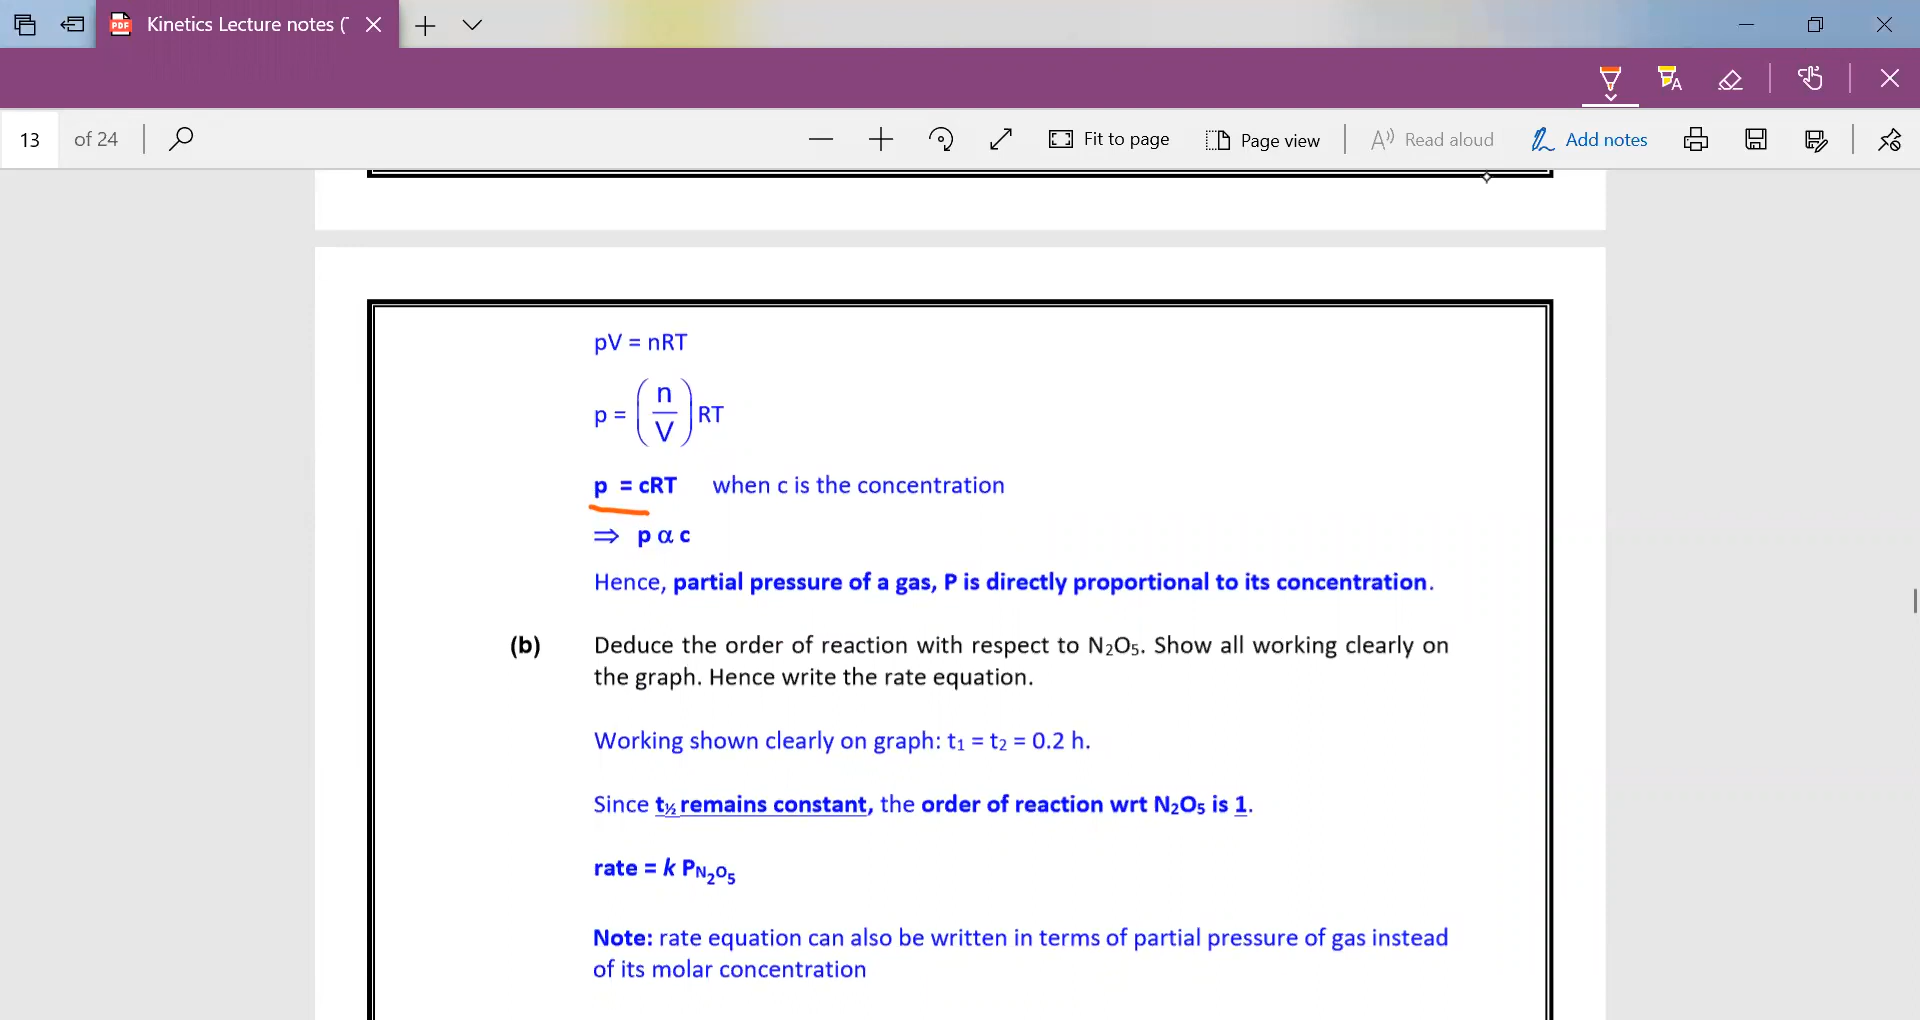 Kinetics Lecture notes (T
13 of 24 Fit to page Page view Read aloud Add notes
pV = nRT
p = (n/V) RT
p = cRT when c is the concentration
⇒ p α c
Hence, partial pressure of a gas, P is directly proportional to its concentration.
(b) Deduce the order of reaction with respect to N₂O₅. Show all working clearly on
the graph. Hence write the rate equation.
Working shown clearly on graph: t₁ = t₂ = 0.2 h.
Since t½ remains constant, the order of reaction wrt N₂O₅ is 1.
rate = k PN₂O₅
Note: rate equation can also be written in terms of partial pressure of gas instead
of its molar concentration